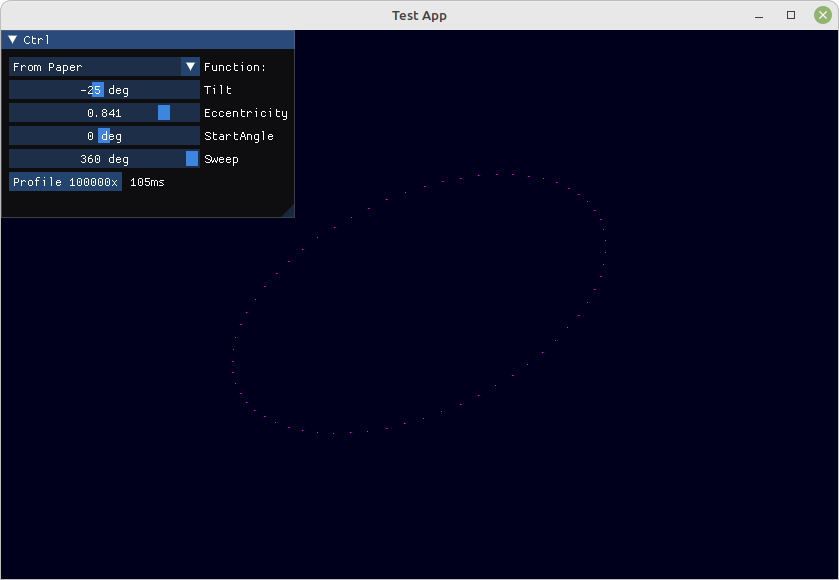 Test App
Ctrl
From Paper Function:
-25 deg Tilt
0.841 Eccentricity
0 deg StartAngle
360 deg Sweep
Profile 100000x 105ms